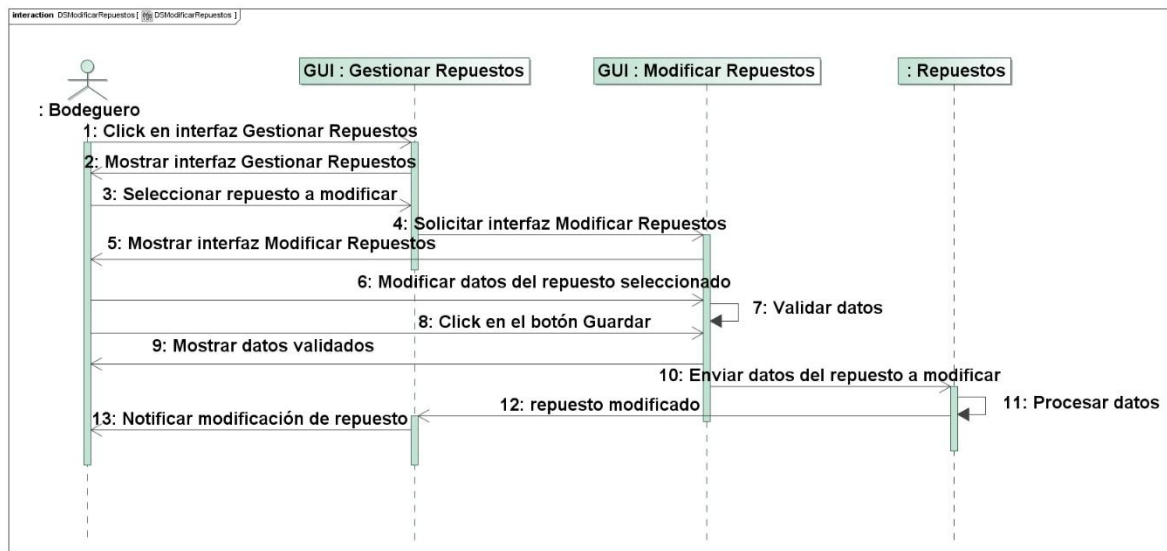 interaction DSModificarRepuestos [ DSModificarRepuestos ]
GUI : Gestionar Repuestos
GUI : Modificar Repuestos
: Repuestos
: Bodeguero
1: Click en interfaz Gestionar Repuestos
2: Mostrar interfaz Gestionar Repuestos
3: Seleccionar repuesto a modificar
4: Solicitar interfaz Modificar Repuestos
5: Mostrar interfaz Modificar Repuestos
6: Modificar datos del repuesto seleccionado
7: Validar datos
8: Click en el botón Guardar
9: Mostrar datos validados
10: Enviar datos del repuesto a modificar
11: Procesar datos
12: repuesto modificado
13: Notificar modificación de repuesto